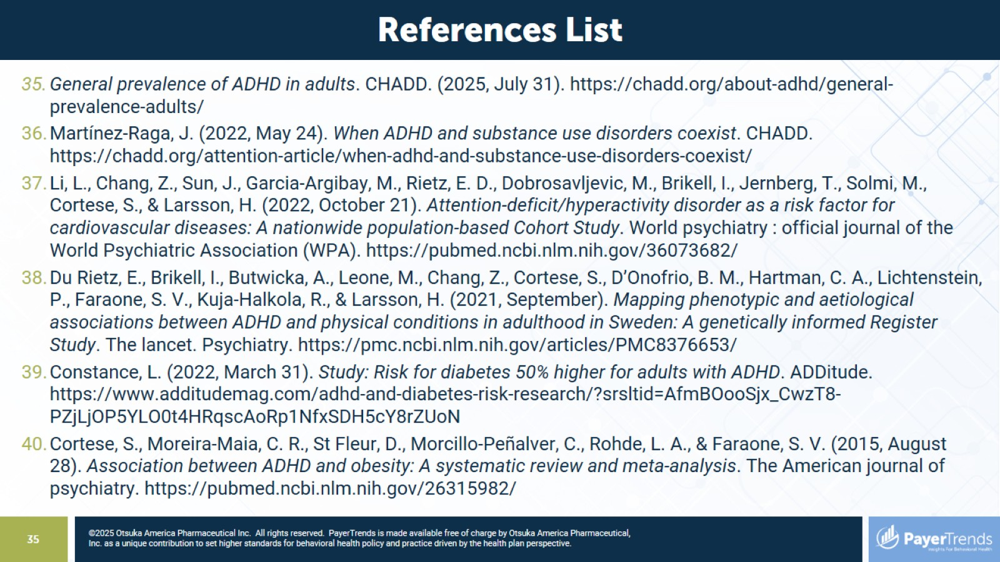 References List
35. General prevalence of ADHD in adults. CHADD. (2025, July 31). https://chadd.org/about-adhd/general-
prevalence-adults/
36. Martínez-Raga, J. (2022, May 24). When ADHD and substance use disorders coexist. CHADD.
https://chadd.org/attention-article/when-adhd-and-substance-use-disorders-coexist/
37. Li, L., Chang, Z., Sun, J., Garcia-Argibay, M., Rietz, E. D., Dobrosavljevic, M., Brikell, I., Jernberg, T., Solmi, M.,
Cortese, S., & Larsson, H. (2022, October 21). Attention-deficit/hyperactivity disorder as a risk factor for
cardiovascular diseases: A nationwide population-based Cohort Study. World psychiatry : official journal of the
World Psychiatric Association (WPA). https://pubmed.ncbi.nlm.nih.gov/36073682/
38. Du Rietz, E., Brikell, I., Butwicka, A., Leone, M., Chang, Z., Cortese, S., D’Onofrio, B. M., Hartman, C. A., Lichtenstein,
P., Faraone, S. V., Kuja-Halkola, R., & Larsson, H. (2021, September). Mapping phenotypic and aetiological
associations between ADHD and physical conditions in adulthood in Sweden: A genetically informed Register
Study. The lancet. Psychiatry. https://pmc.ncbi.nlm.nih.gov/articles/PMC8376653/
39. Constance, L. (2022, March 31). Study: Risk for diabetes 50% higher for adults with ADHD. ADDitude.
https://www.additudemag.com/adhd-and-diabetes-risk-research/?srsltid=AfmBOooSjx_CwzT8-
PZjLjOP5YLO0t4HRqscAoRp1NfxSDH5cY8rZUoN
40. Cortese, S., Moreira-Maia, C. R., St Fleur, D., Morcillo-Peñalver, C., Rohde, L. A., & Faraone, S. V. (2015, August
28). Association between ADHD and obesity: A systematic review and meta-analysis. The American journal of
psychiatry. https://pubmed.ncbi.nlm.nih.gov/26315982/
35
©2025 Otsuka America Pharmaceutical Inc. All rights reserved. PayerTrends is made available free of charge by Otsuka America Pharmaceutical,
Inc. as a unique contribution to set higher standards for behavioral health policy and practice driven by the health plan perspective.
PayerTrends
Insights For Behavioral Health